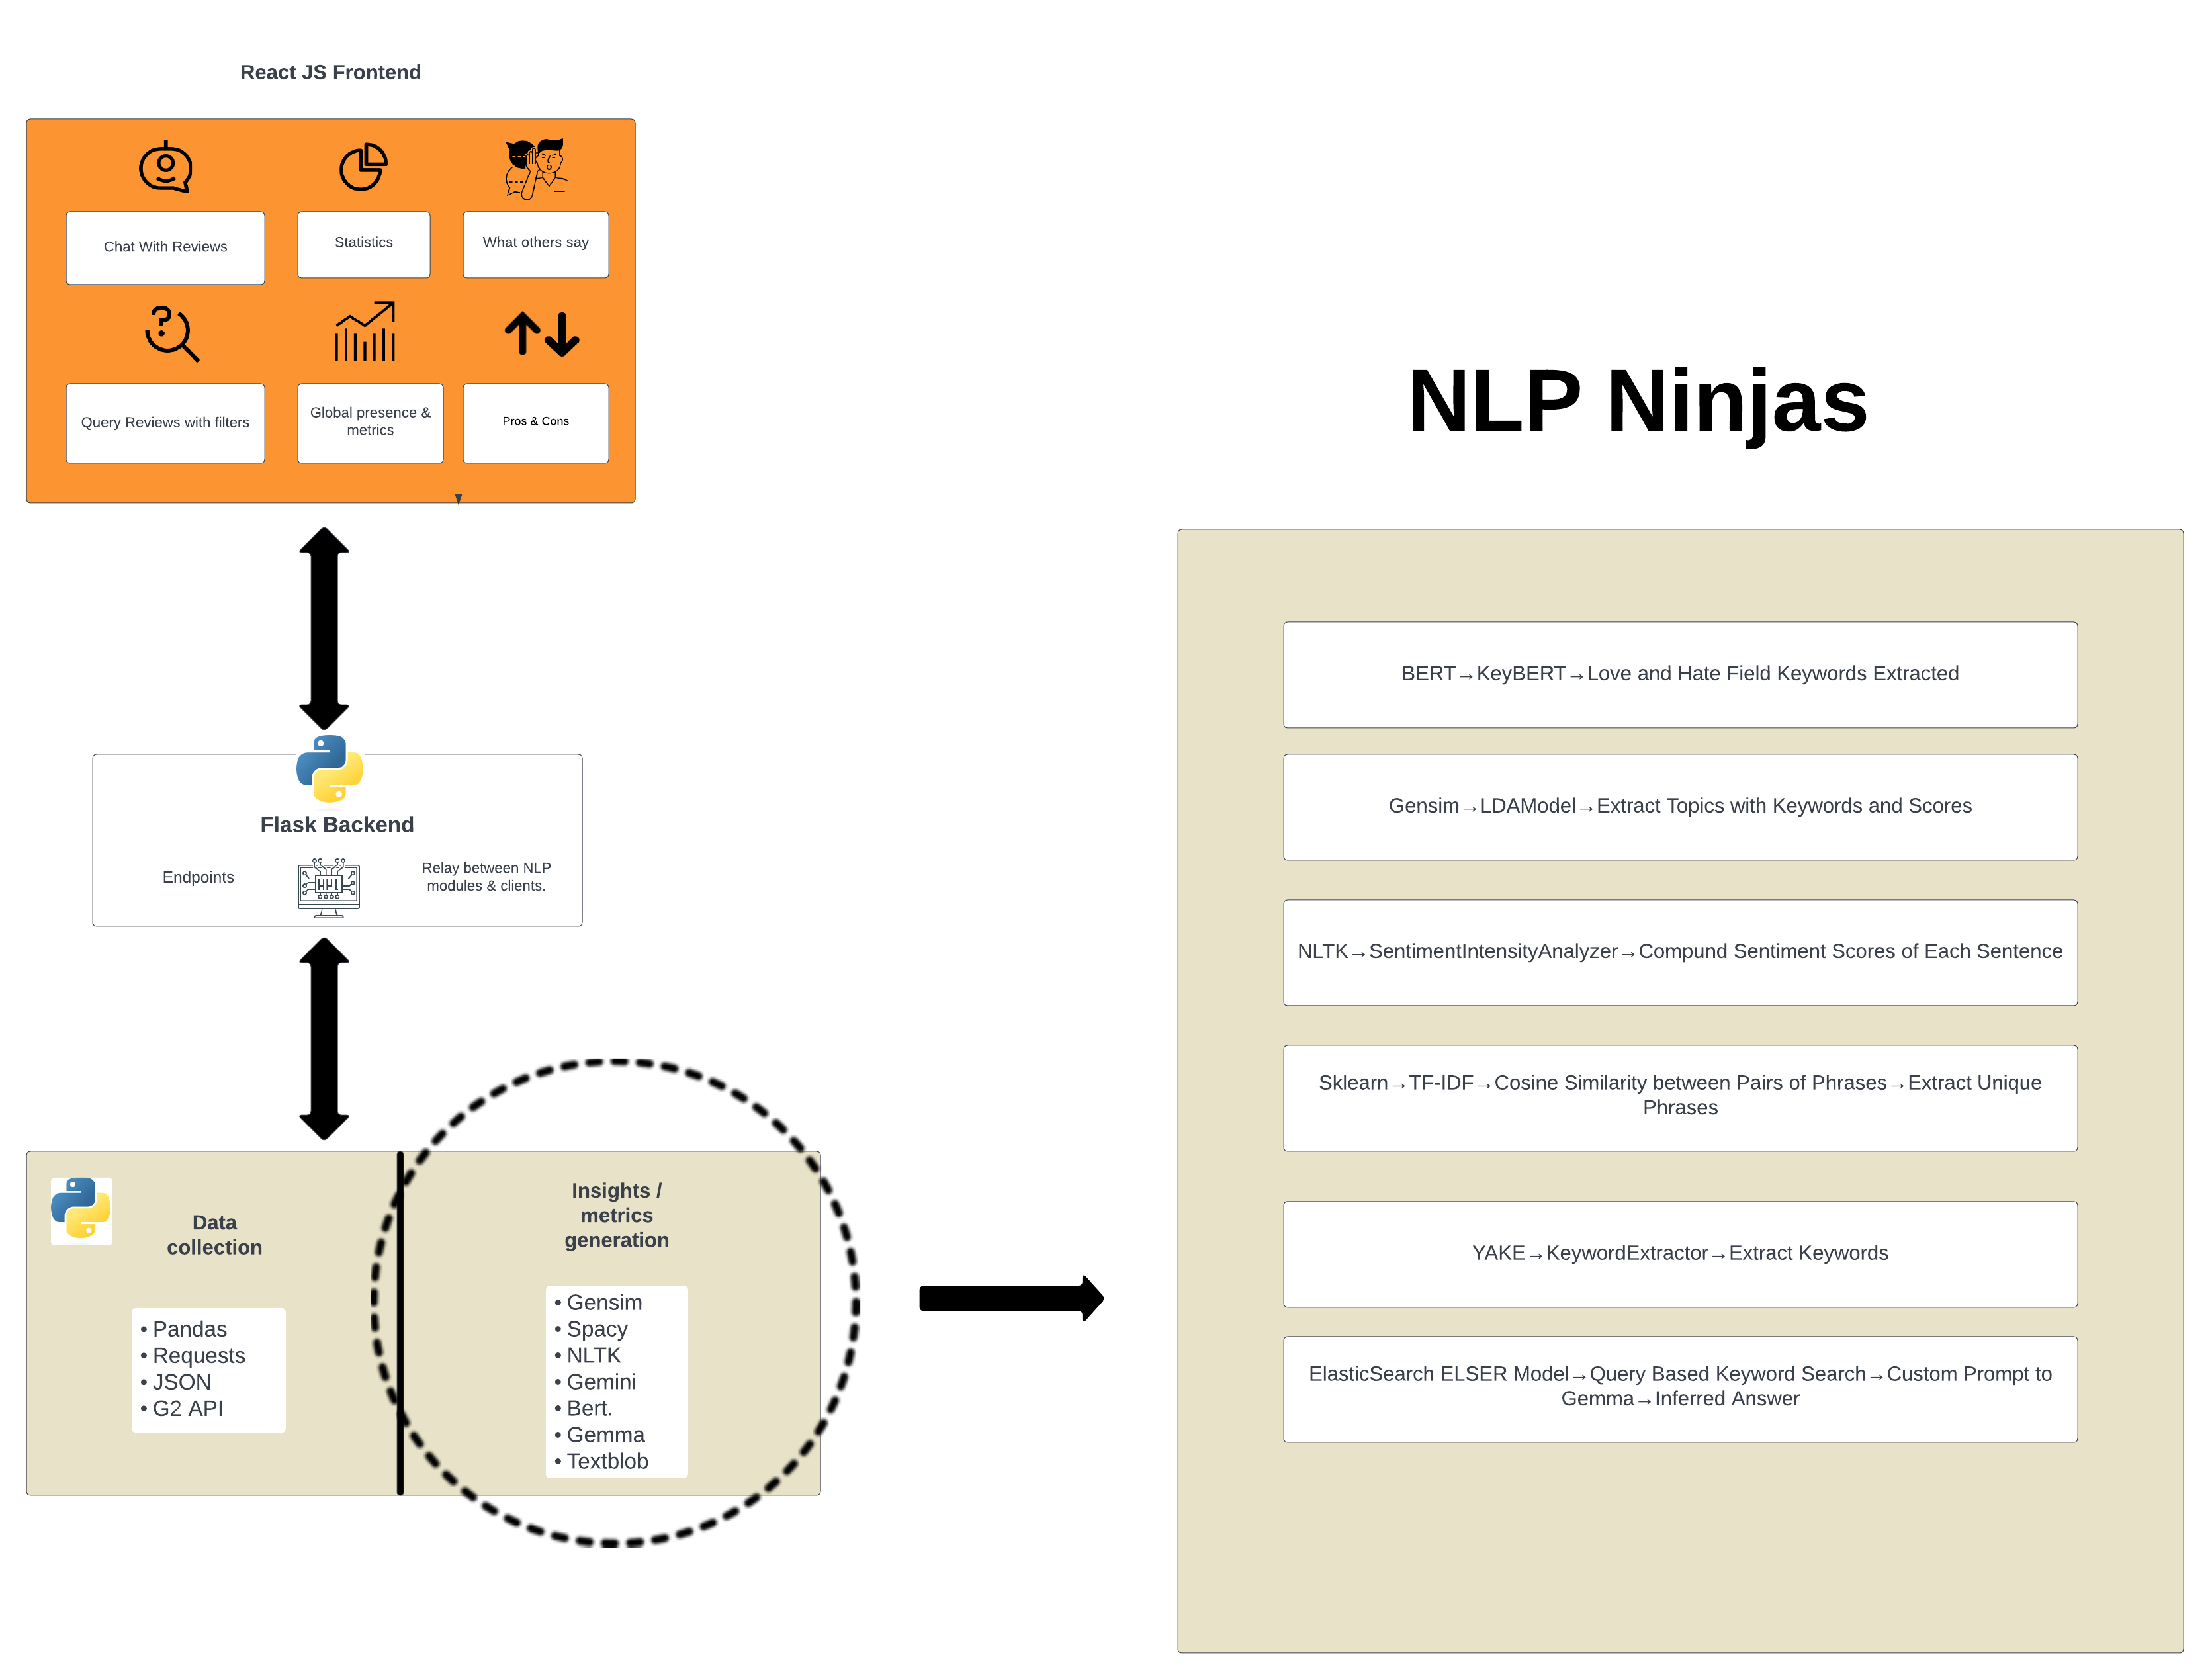 React JS Frontend
Chat With Reviews
Statistics
What others say
Query Reviews with filters
Global presence &
metrics
Pros & Cons
Flask Backend
Endpoints
API
Relay between NLP
modules & clients.
Data
collection
• Pandas
• Requests
• JSON
• G2 API
Insights /
metrics
generation
• Gensim
• Spacy
• NLTK
• Gemini
• Bert.
• Gemma
• Textblob
NLP Ninjas
BERT→KeyBERT→Love and Hate Field Keywords Extracted
Gensim→LDAModel→Extract Topics with Keywords and Scores
NLTK→SentimentIntensityAnalyzer→Compund Sentiment Scores of Each Sentence
Sklearn→TF-IDF→Cosine Similarity between Pairs of Phrases→Extract Unique
Phrases
YAKE→KeywordExtractor→Extract Keywords
ElasticSearch ELSER Model→Query Based Keyword Search→Custom Prompt to
Gemma→Inferred Answer